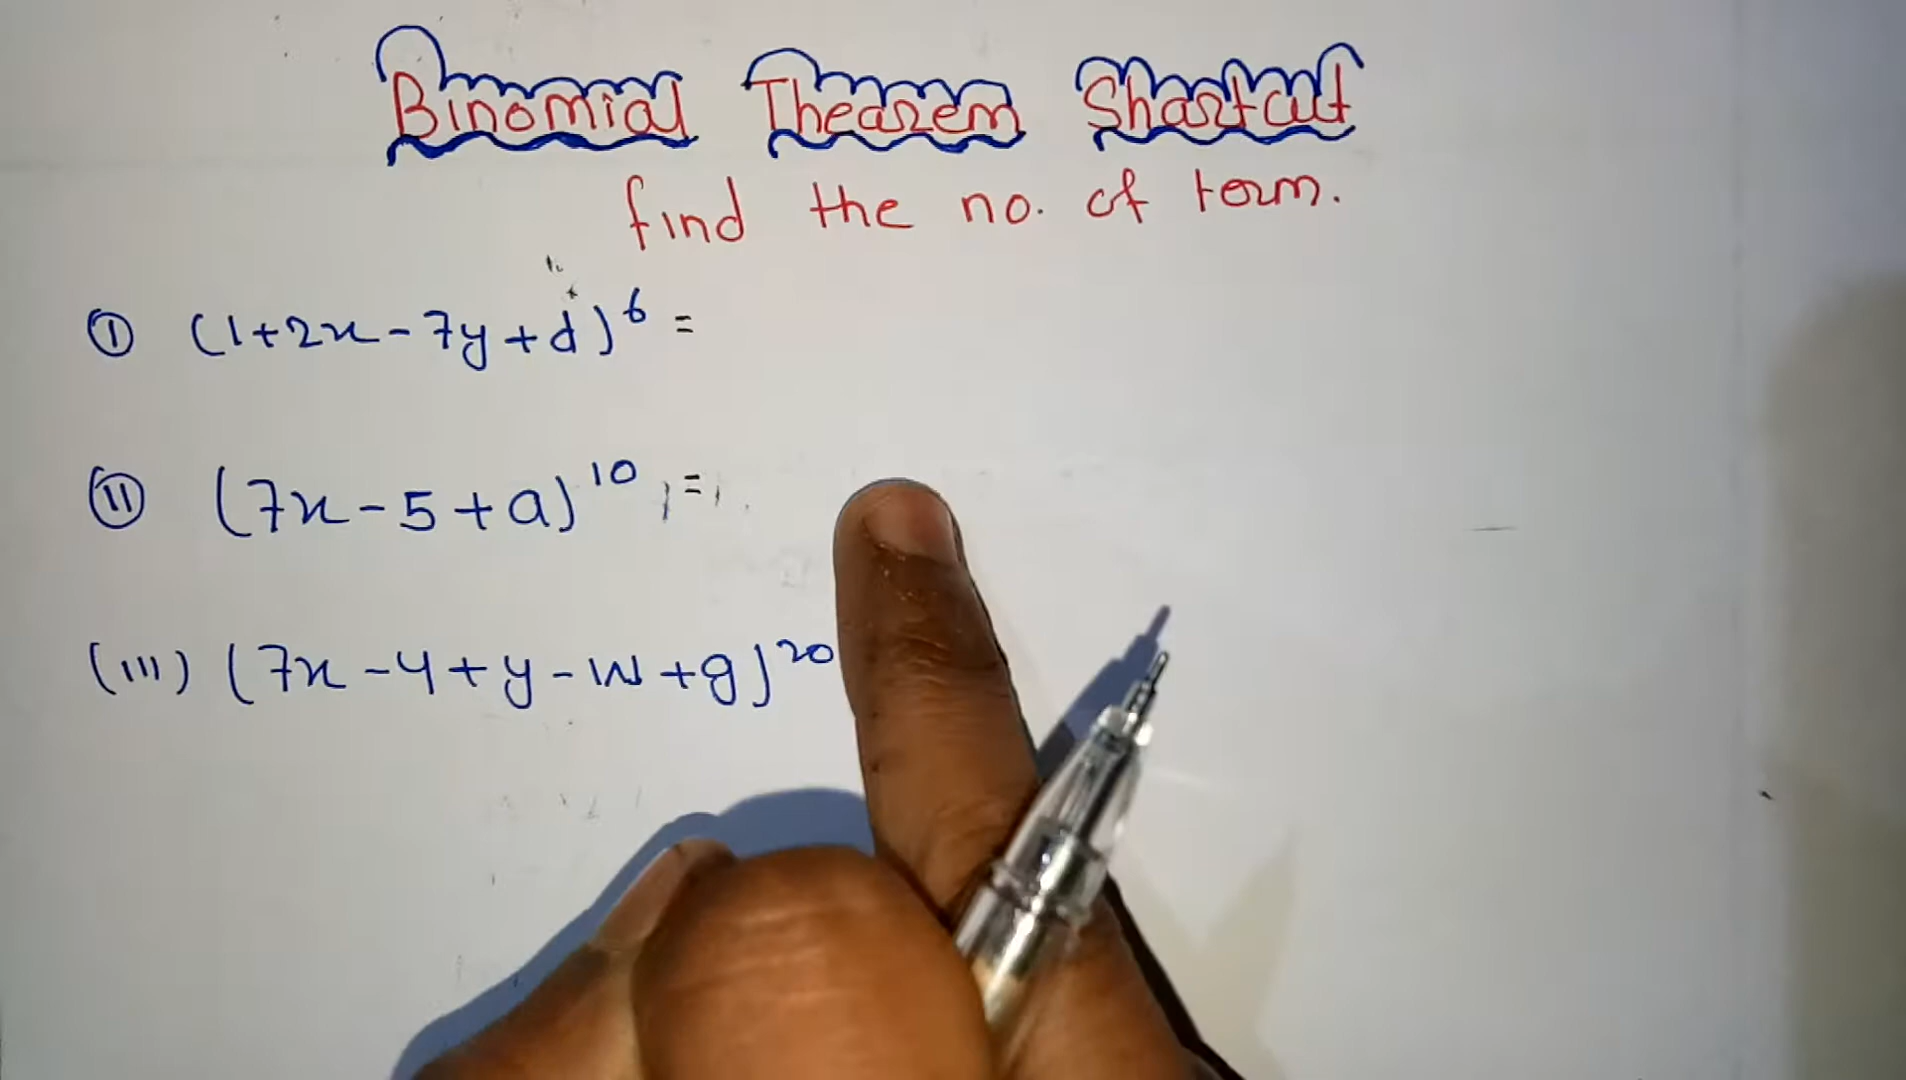 Binomial Theorem Shortcut
find the no. of term.
(I) (1+2x-7y+d)^6 =
(II) (7x-5+a)^10 =
(III) (7x-4+y-w+g)^20